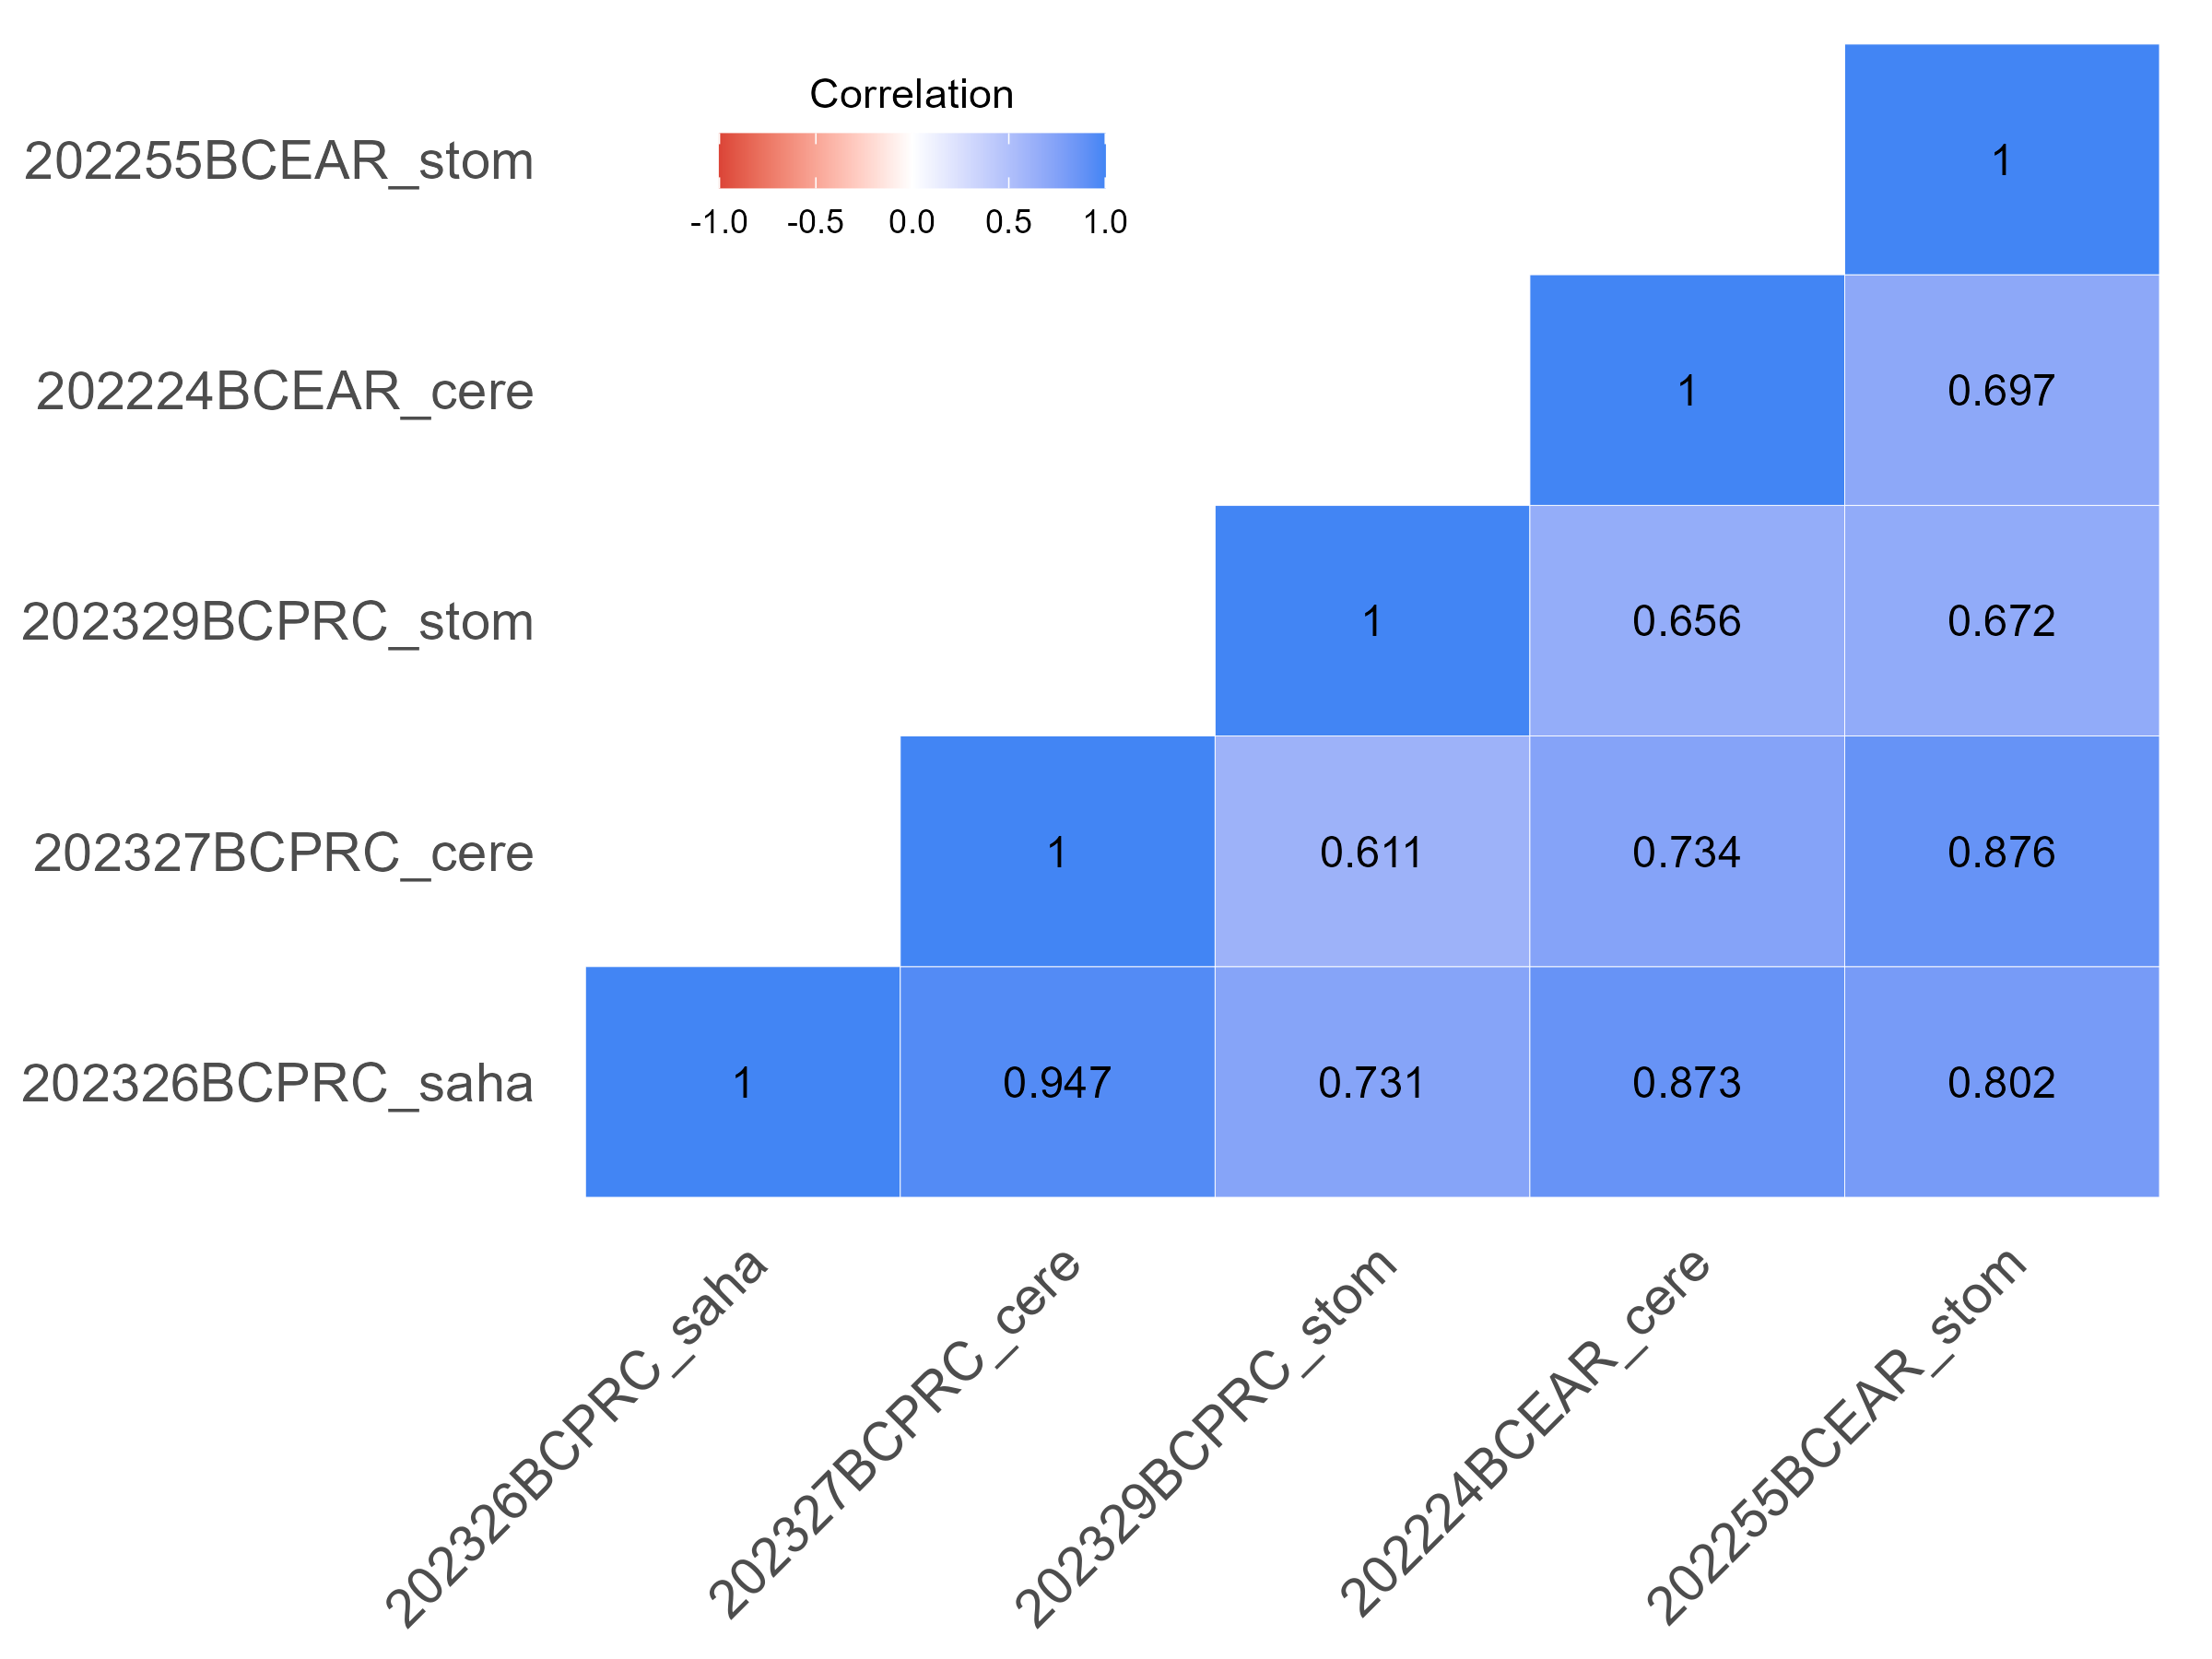 Correlation
-1.0 -0.5 0.0 0.5 1.0
202255BCEAR_stom 1
202224BCEAR_cere 1 0.697
202329BCPRC_stom 1 0.656 0.672
202327BCPRC_cere 1 0.611 0.734 0.876
202326BCPRC_saha 1 0.947 0.731 0.873 0.802
202326BCPRC_saha
202327BCPRC_cere
202329BCPRC_stom
202224BCEAR_cere
202255BCEAR_stom